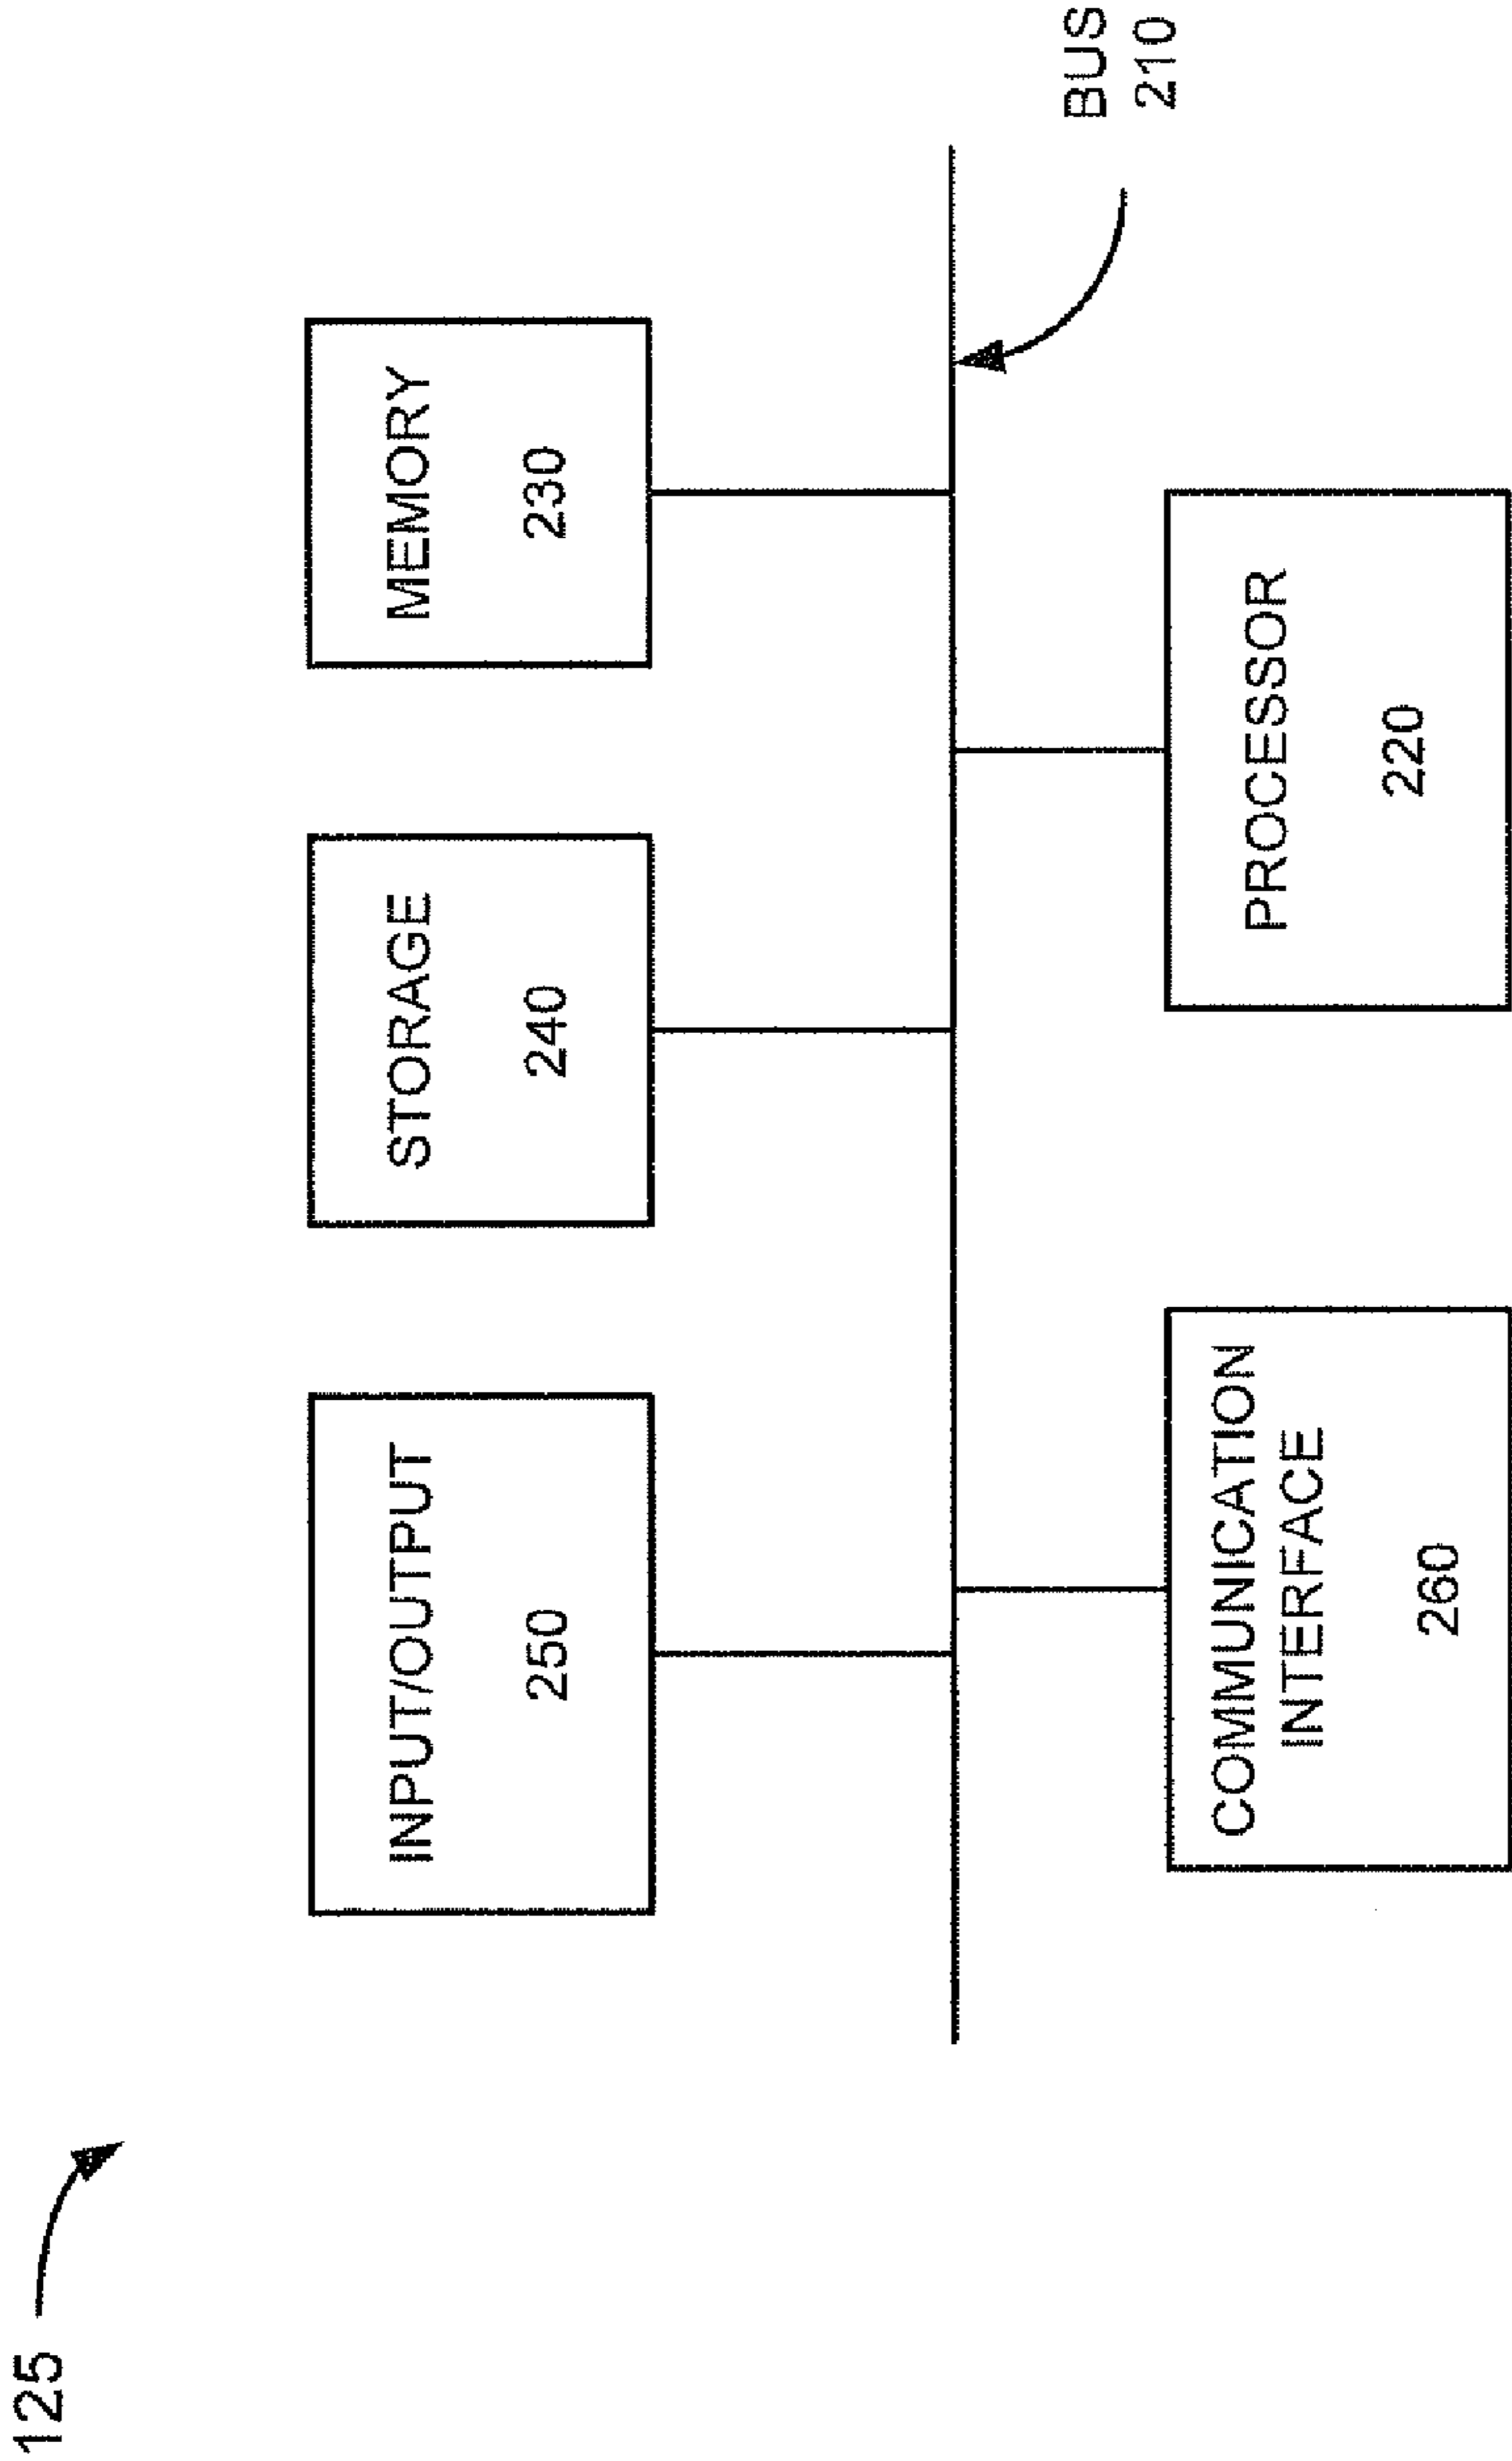 125
INPUT/OUTPUT
250
STORAGE
240
MEMORY
230
BUS
210
COMMUNICATION
INTERFACE
260
PROCESSOR
220